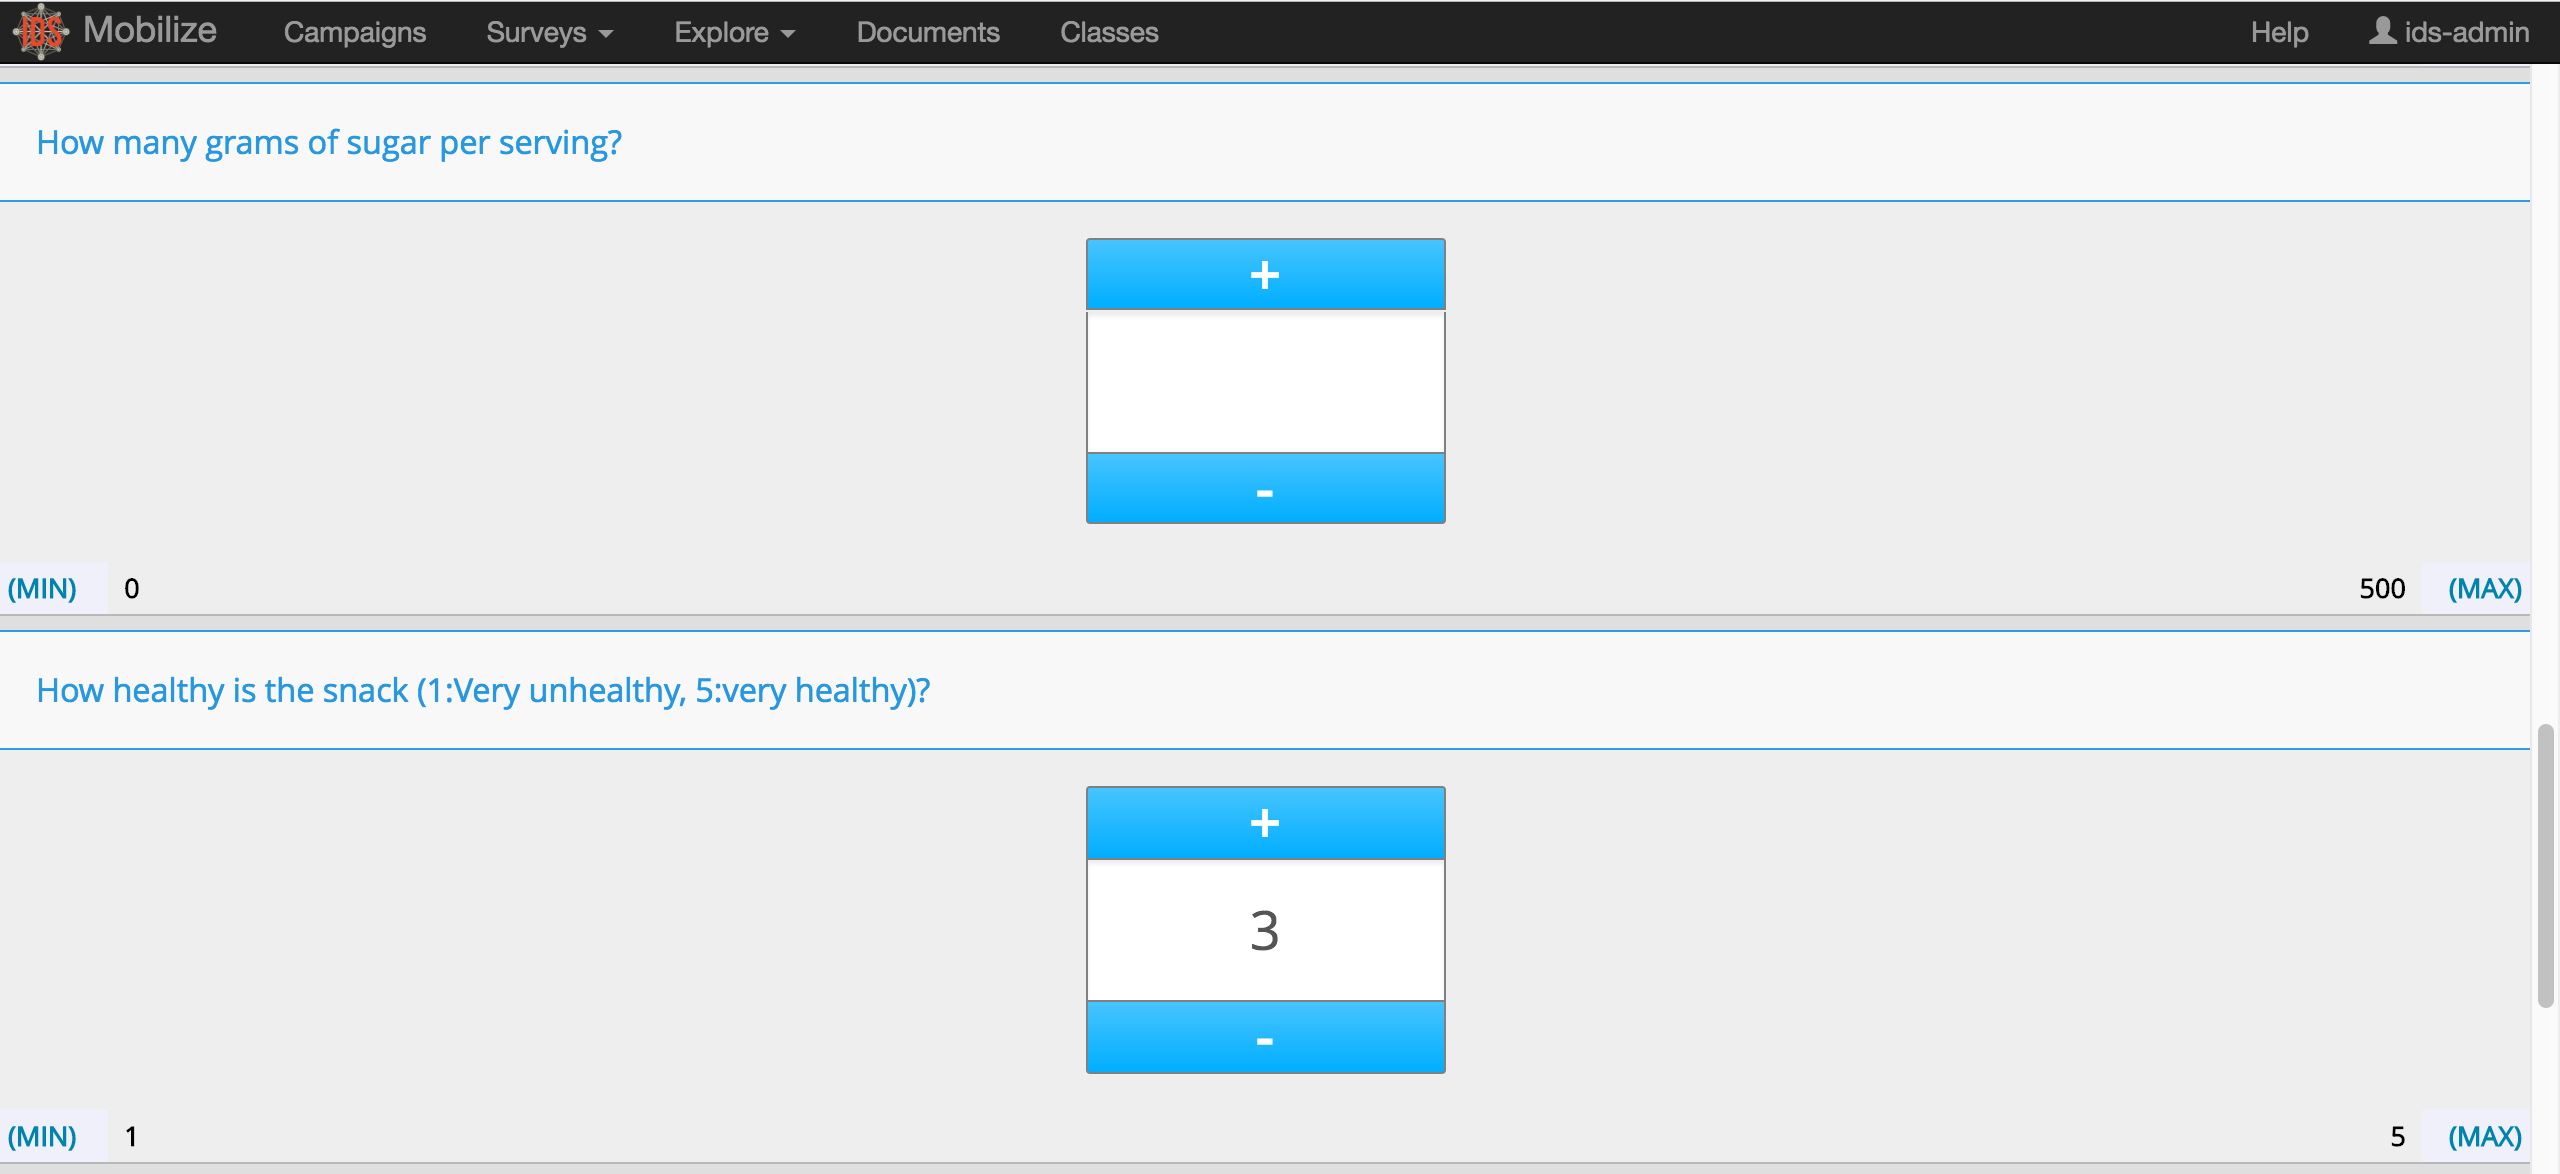 IDS Mobilize Campaigns Surveys Explore Documents Classes Help ids-admin
How many grams of sugar per serving?
+
-
(MIN) 0 500 (MAX)
How healthy is the snack (1:Very unhealthy, 5:very healthy)?
+
3
-
(MIN) 1 5 (MAX)